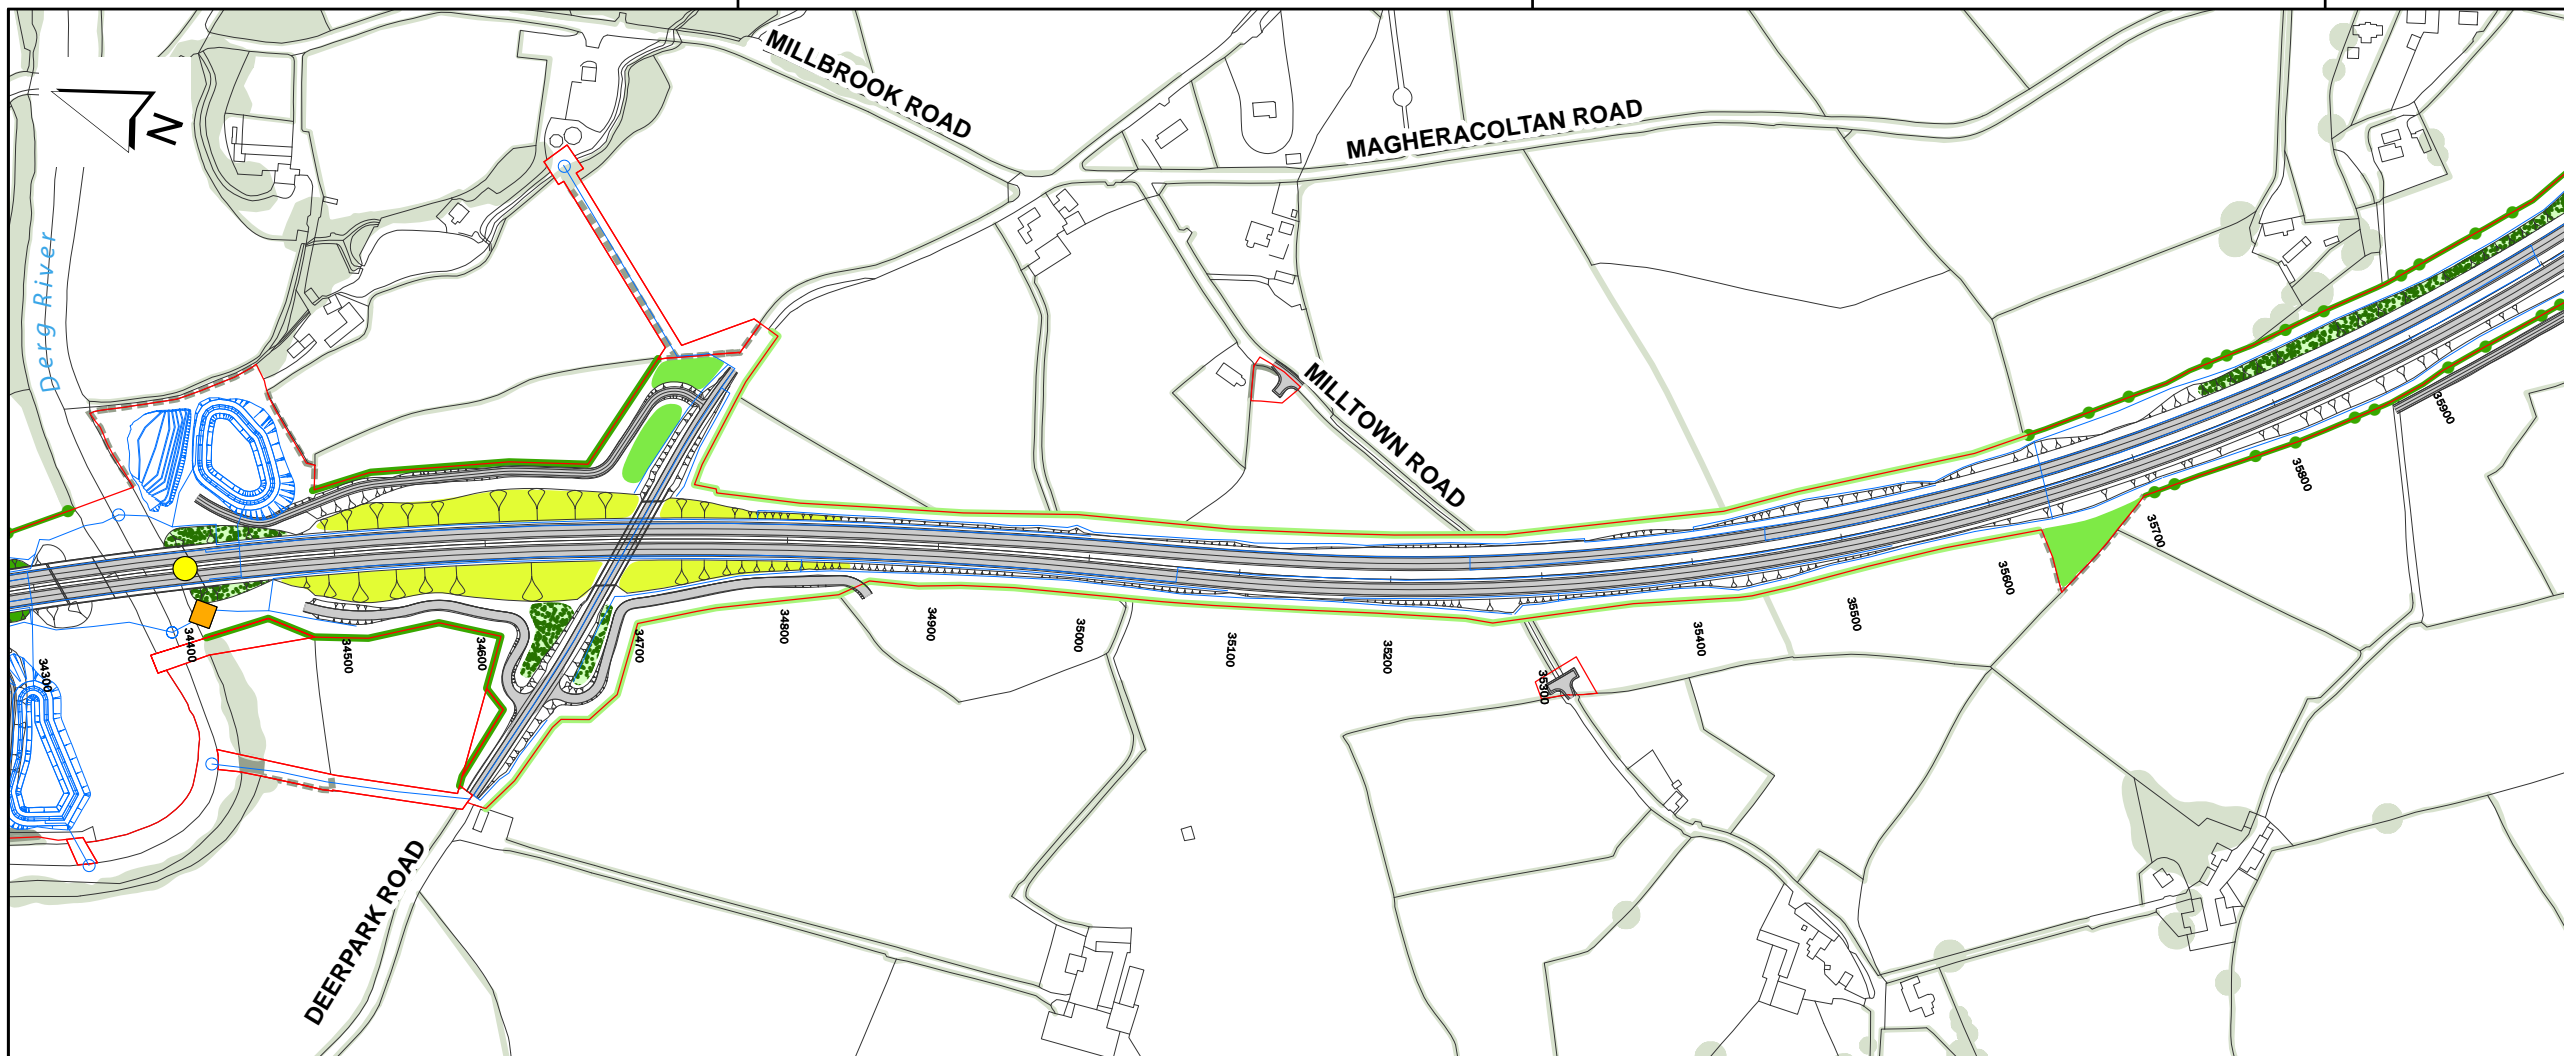 MILLBROOK ROAD
MAGHERACOLTAN ROAD
N
Derg River
MILLTOWN ROAD
35900
35800
35700
35600
35500
35400
35300
35200
35100
35000
34900
34800
34700
34600
34500
34400
34300
DEERPARK ROAD